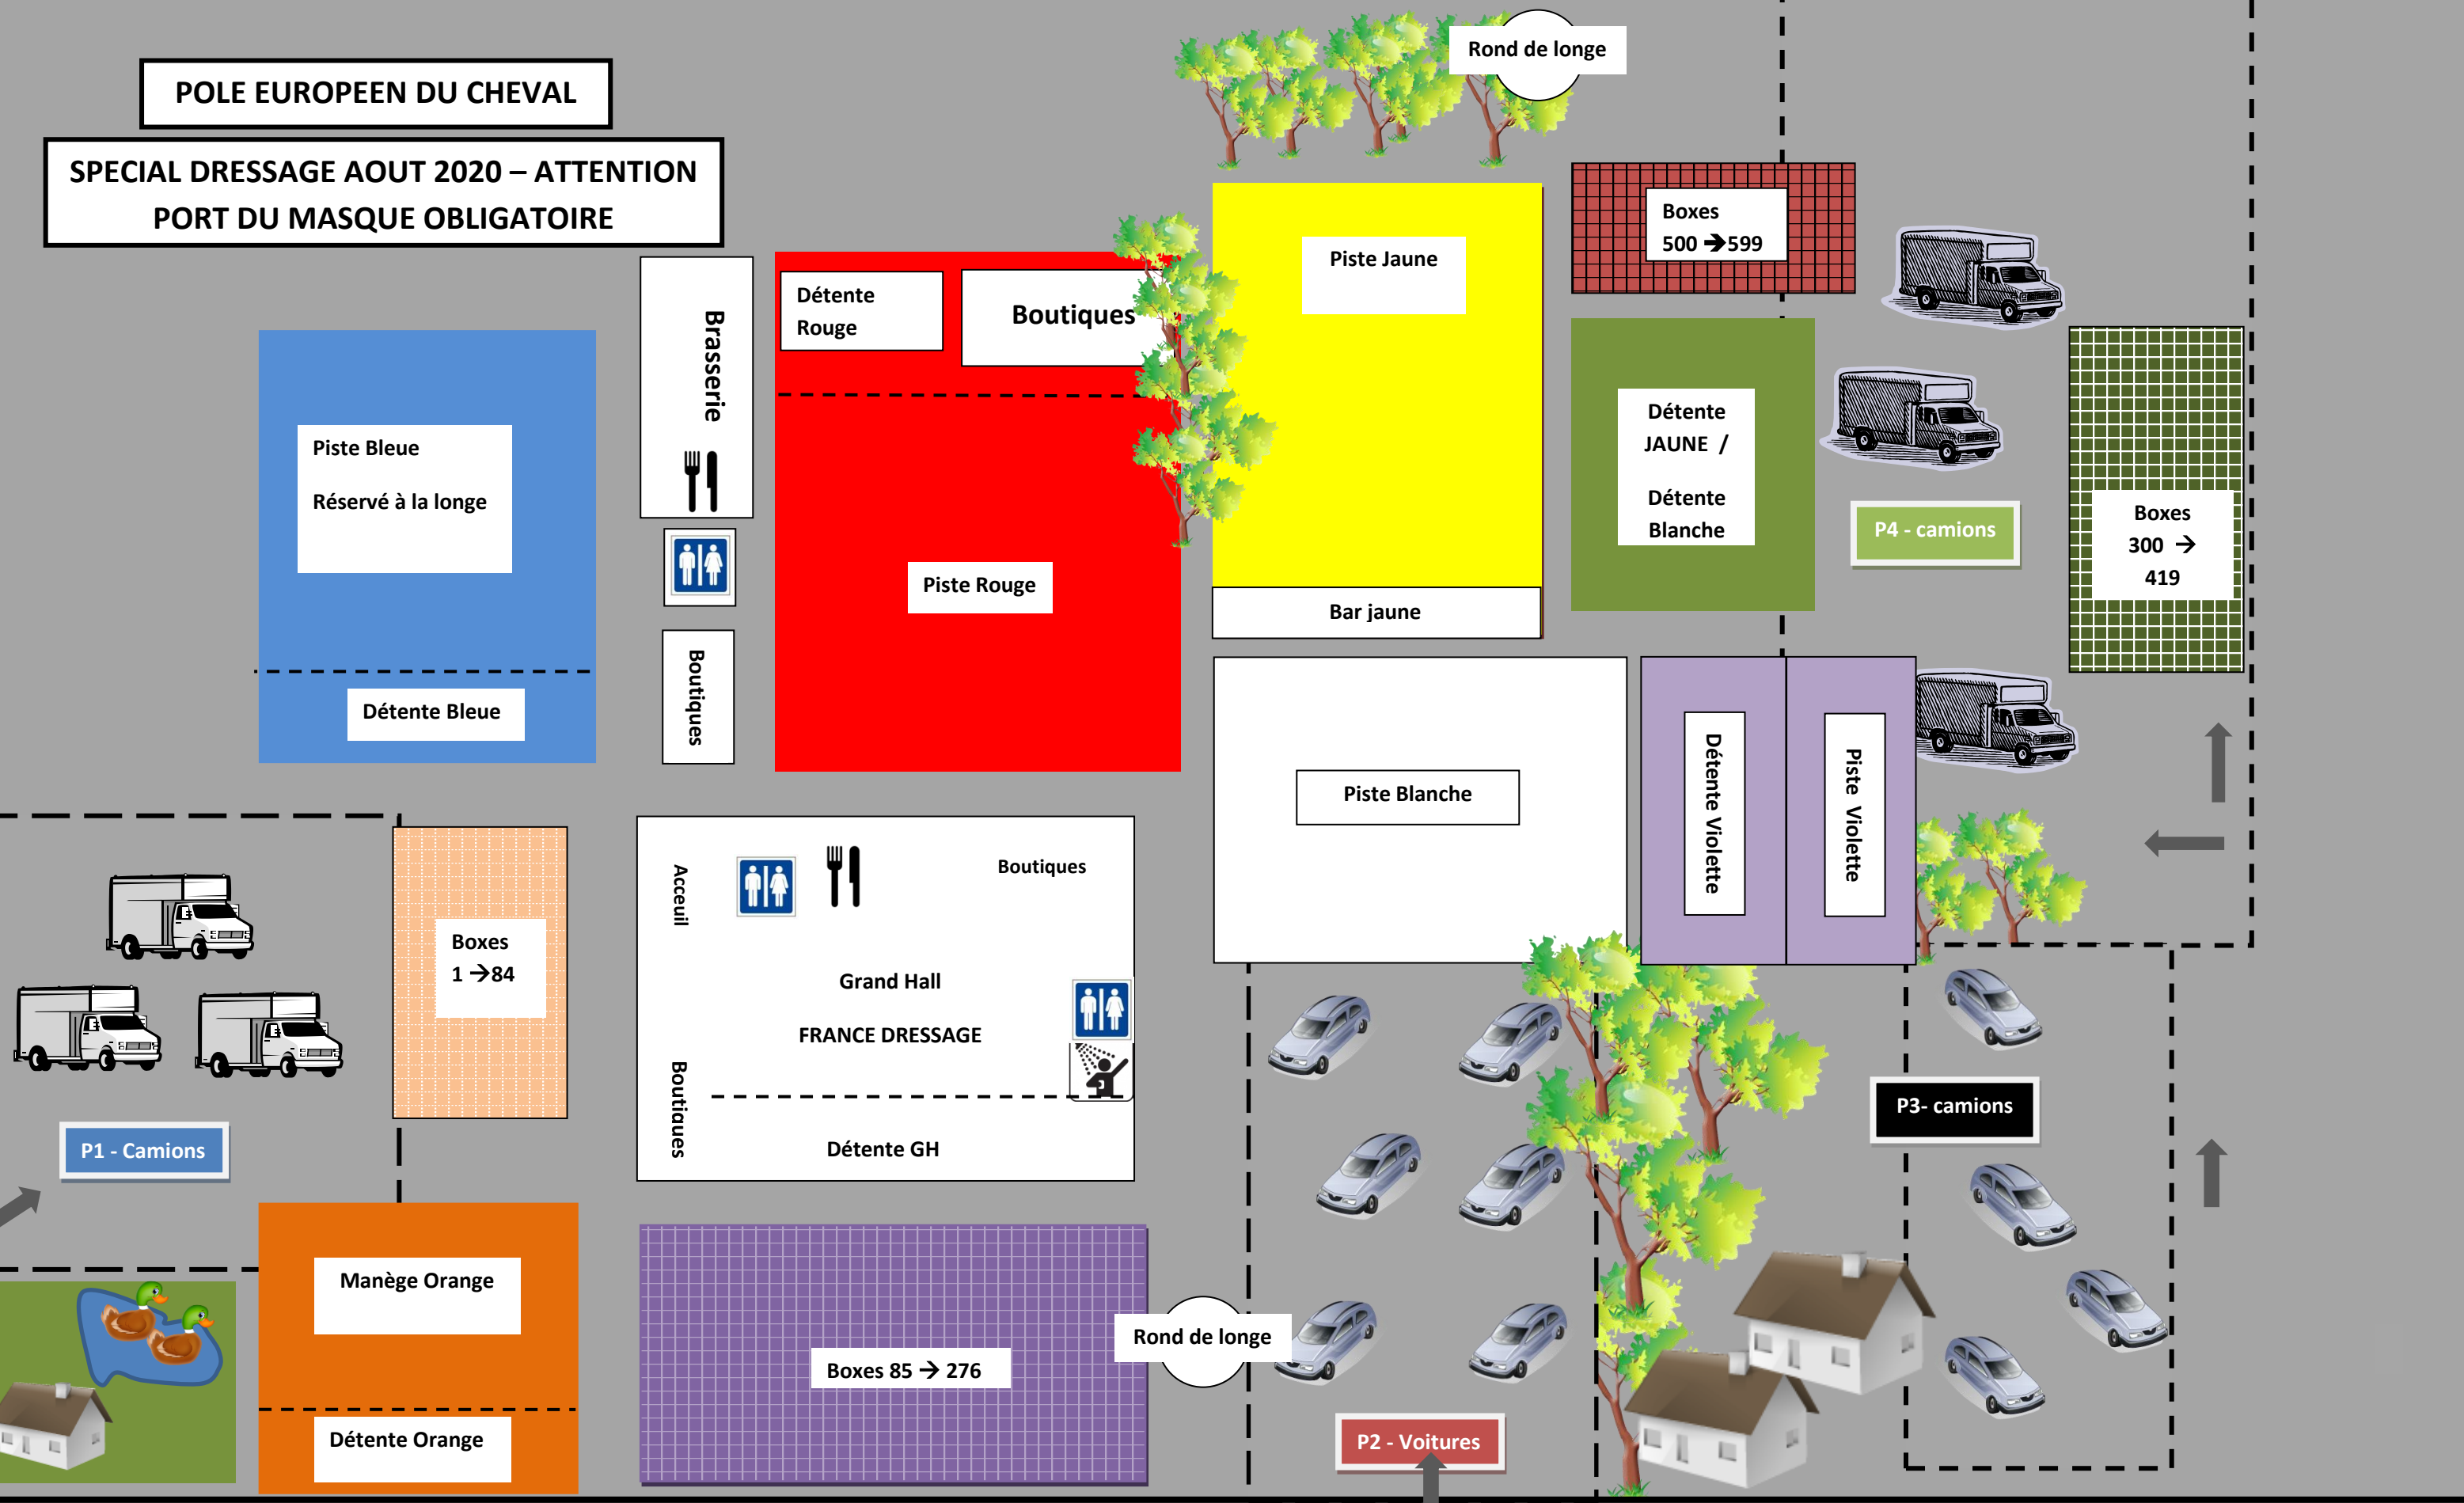 POLE EUROPEEN DU CHEVAL
SPECIAL DRESSAGE AOUT 2020 – ATTENTION
PORT DU MASQUE OBLIGATOIRE
Rond de longe
Boxes
500 → 599
Piste Jaune
Détente
Rouge
Boutiques
Brasserie
Piste Bleue
Réservé à la longe
Détente
JAUNE /
Détente
Blanche
P4 - camions
Boxes
300 →
419
Piste Rouge
Bar jaune
Boutiques
Détente Bleue
Piste Blanche
Détente Violette
Piste Violette
Acceuil
Boutiques
Boxes
1 → 84
Grand Hall
FRANCE DRESSAGE
Boutiques
Détente GH
P1 - Camions
P3- camions
Manège Orange
Rond de longe
Boxes 85 → 276
Détente Orange
P2 - Voitures